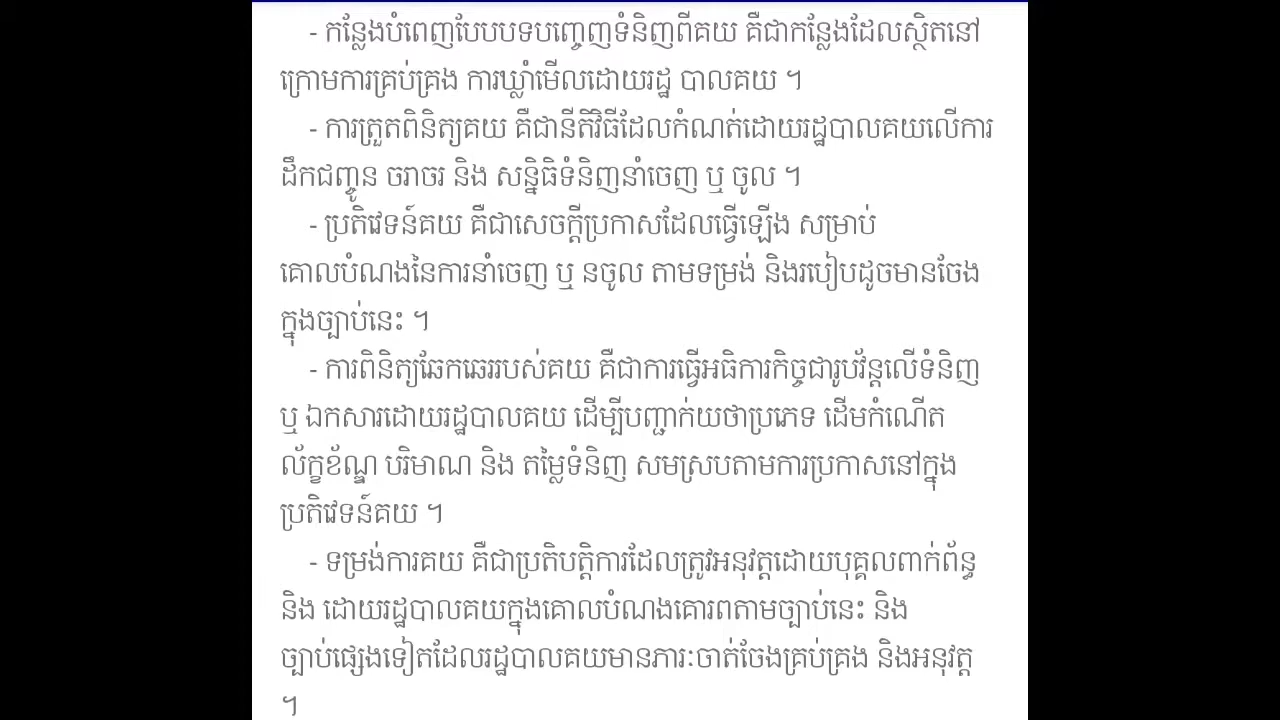 - កន្លែងបំពេញបែបបទបញ្ចេញទំនិញពីគយ គឺជាកន្លែងដែលស្ថិតនៅ
ក្រោមការគ្រប់គ្រង ការឃ្លាំមើលដោយរដ្ឋ បាលគយ ។
- ការត្រួតពិនិត្យគយ គឺជានីតិវិធីដែលកំណត់ដោយរដ្ឋបាលគយលើការ
ដឹកជញ្ជូន ចរាចរ និង សន្និធិទំនិញនាំចេញ ឬ ចូល ។
- ប្រតិវេទន៍គយ គឺជាសេចក្តីប្រកាសដែលធ្វើឡើង សម្រាប់
គោលបំណងនៃការនាំចេញ ឬ នចូល តាមទម្រង់ និងរបៀបដូចមានចែង
ក្នុងច្បាប់នេះ ។
- ការពិនិត្យឆែកឆេររបស់គយ គឺជាការធ្វើអធិការកិច្ចជារូបវ័ន្តលើទំនិញ
ឬ ឯកសារដោយរដ្ឋបាលគយ ដើម្បីបញ្ជាក់យថាប្រភេទ ដើមកំណើត
ល័ក្ខខ័ណ្ឌ បរិមាណ និង តម្លៃទំនិញ សមស្របតាមការប្រកាសនៅក្នុង
ប្រតិវេទន៍គយ ។
- ទម្រង់ការគយ គឺជាប្រតិបត្តិការដែលត្រូវអនុវត្តដោយបុគ្គលពាក់ព័ន្ធ
និង ដោយរដ្ឋបាលគយក្នុងគោលបំណងគោរពតាមច្បាប់នេះ និង
ច្បាប់ផ្សេងទៀតដែលរដ្ឋបាលគយមានភារៈចាត់ចែងគ្រប់គ្រង និងអនុវត្ត
។